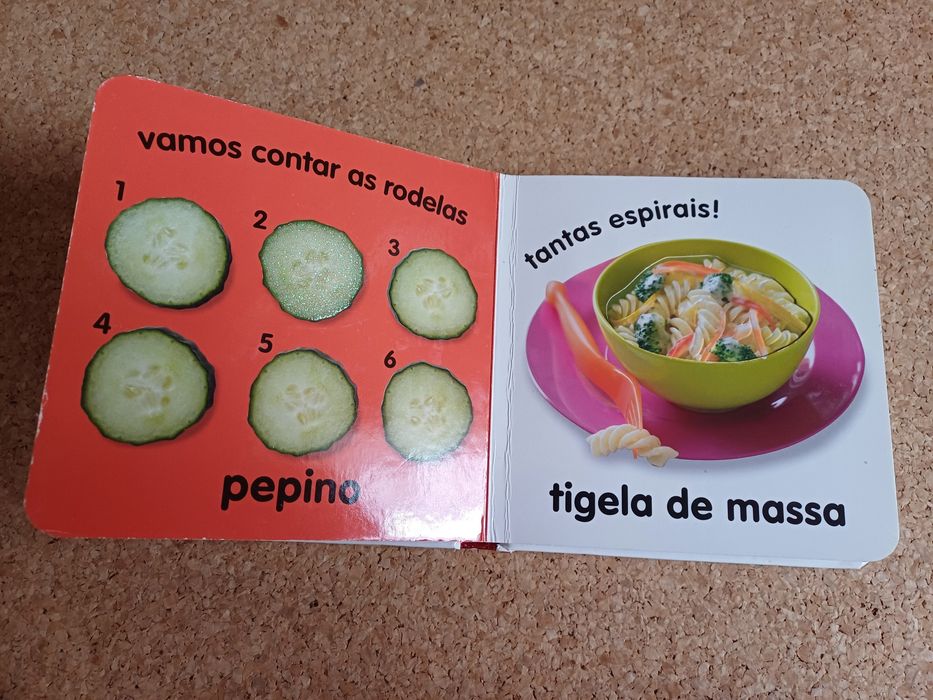 vamos contar as rodelas
1
2
3
4
5
6
pepino
tantas espirais!
tigela de massa